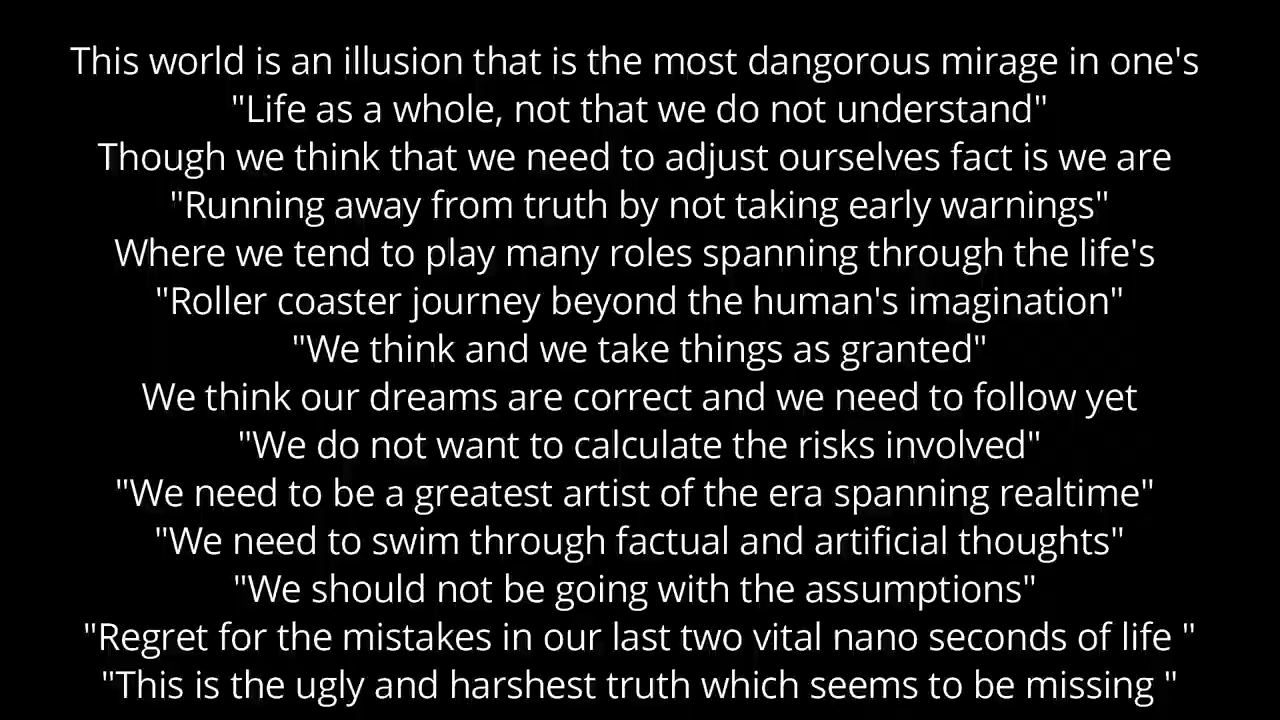 This world is an illusion that is the most dangorous mirage in one's
"Life as a whole, not that we do not understand"
Though we think that we need to adjust ourselves fact is we are
"Running away from truth by not taking early warnings"
Where we tend to play many roles spanning through the life's
"Roller coaster journey beyond the human's imagination"
"We think and we take things as granted"
We think our dreams are correct and we need to follow yet
"We do not want to calculate the risks involved"
"We need to be a greatest artist of the era spanning realtime"
"We need to swim through factual and artificial thoughts"
"We should not be going with the assumptions"
"Regret for the mistakes in our last two vital nano seconds of life "
"This is the ugly and harshest truth which seems to be missing "